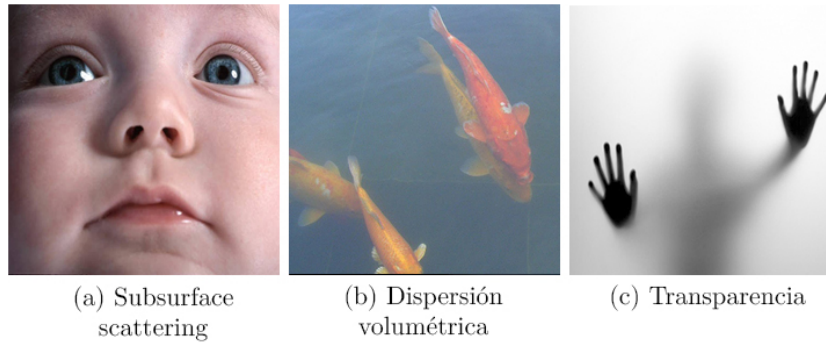 (a) Subsurface
scattering
(b) Dispersión
volumétrica
(c) Transparencia